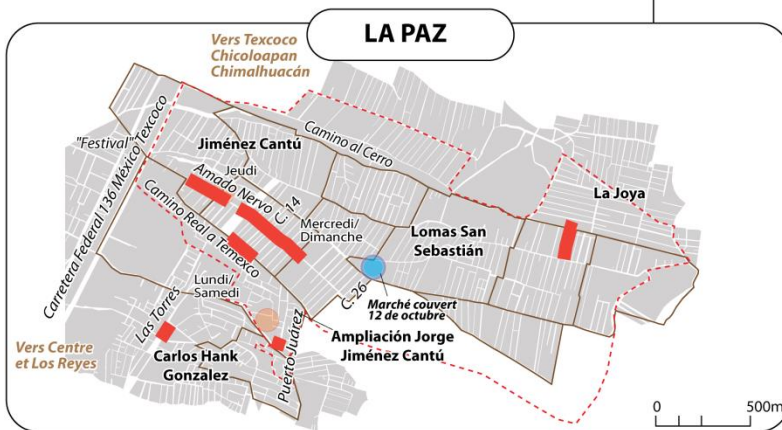 LA PAZ
Vers Texcoco
Chicoloapan
Chimalhuacán
"Festival"
Carretera Federal 136 México Texcoco
Jiménez Cantú
Camino al Cerro
Jeudi
Amado Nervo
C. 14
La Joya
Camino Real a Temexco
Mercredi/
Dimanche
Lomas San
Sebastián
Lundi/
Samedi
C. 26
Marché couvert
12 de octubre
Las Torres
Puerto Juárez
Ampliación Jorge
Jiménez Cantú
Vers Centre
et Los Reyes
Carlos Hank
Gonzalez
0
500m